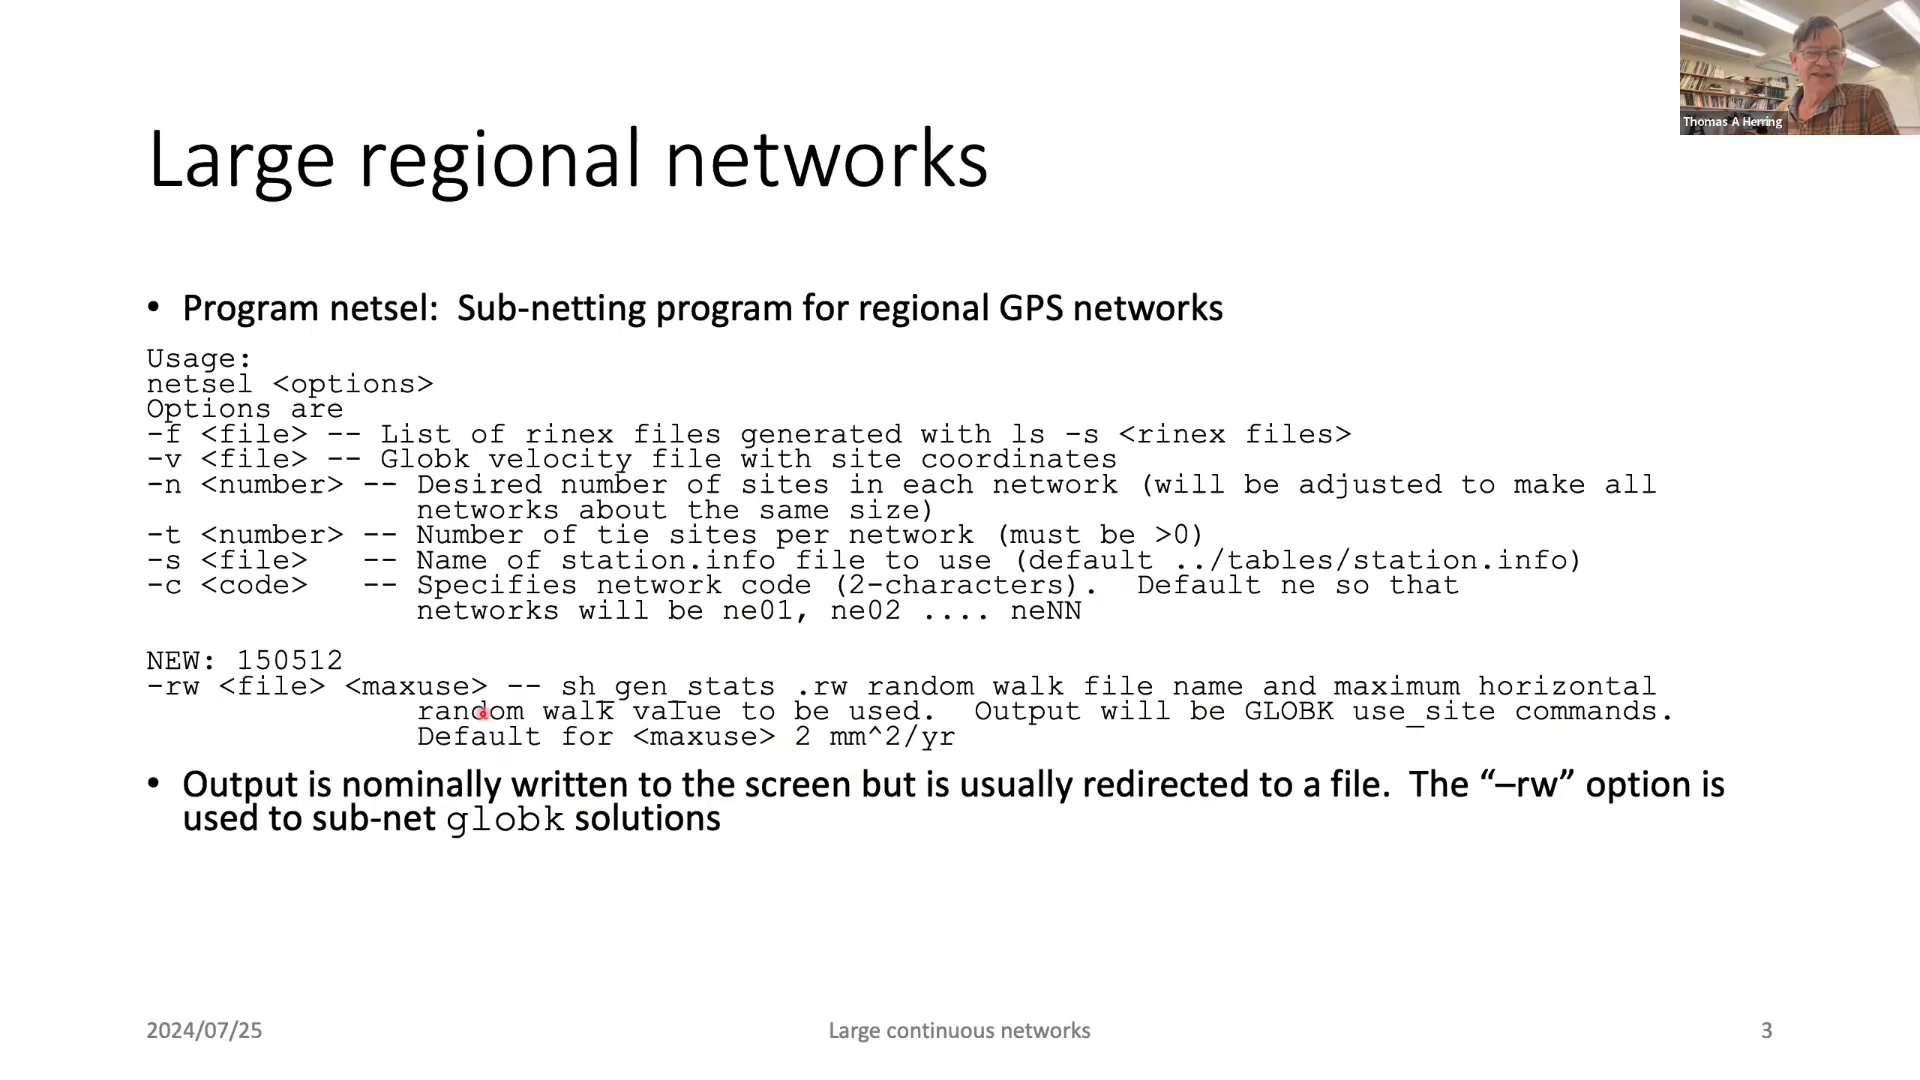 Thomas A Herring
Large regional networks
• Program netsel:  Sub-netting program for regional GPS networks
Usage:
netsel <options>
Options are
-f <file> -- List of rinex files generated with ls -s <rinex files>
-v <file> -- Globk velocity file with site coordinates
-n <number> -- Desired number of sites in each network (will be adjusted to make all
networks about the same size)
-t <number> -- Number of tie sites per network (must be >0)
-s <file>   -- Name of station.info file to use (default ../tables/station.info)
-c <code>   -- Specifies network code (2-characters).  Default ne so that
networks will be ne01, ne02 .... neNN
NEW: 150512
-rw <file> <maxuse> -- sh_gen_stats .rw random walk file name and maximum horizontal
random walk value to be used.  Output will be GLOBK use_site commands.
Default for <maxuse> 2 mm^2/yr
• Output is nominally written to the screen but is usually redirected to a file.  The “–rw” option is
used to sub-net globk solutions
2024/07/25
Large continuous networks
3